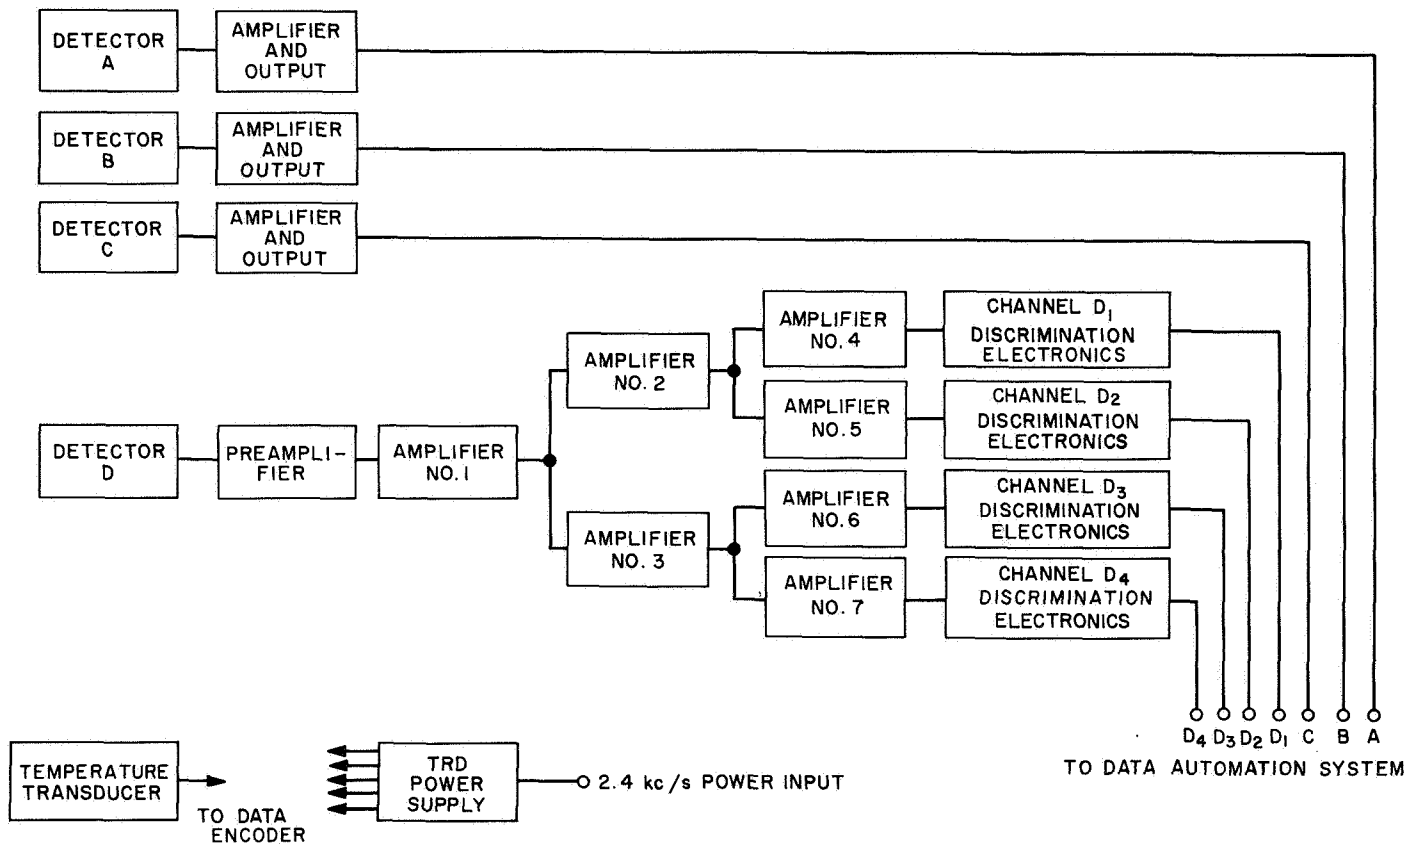 DETECTOR
A
AMPLIFIER
AND
OUTPUT
DETECTOR
B
AMPLIFIER
AND
OUTPUT
DETECTOR
C
AMPLIFIER
AND
OUTPUT
DETECTOR
D
PREAMPLI-
FIER
AMPLIFIER
NO. 1
AMPLIFIER
NO. 2
AMPLIFIER
NO. 3
AMPLIFIER
NO. 4
CHANNEL D1
DISCRIMINATION
ELECTRONICS
AMPLIFIER
NO. 5
CHANNEL D2
DISCRIMINATION
ELECTRONICS
AMPLIFIER
NO. 6
CHANNEL D3
DISCRIMINATION
ELECTRONICS
AMPLIFIER
NO. 7
CHANNEL D4
DISCRIMINATION
ELECTRONICS
D4 D3 D2 D1 C B A
TO DATA AUTOMATION SYSTEM
TEMPERATURE
TRANSDUCER
TO DATA
ENCODER
TRD
POWER
SUPPLY
2.4 kc/s POWER INPUT